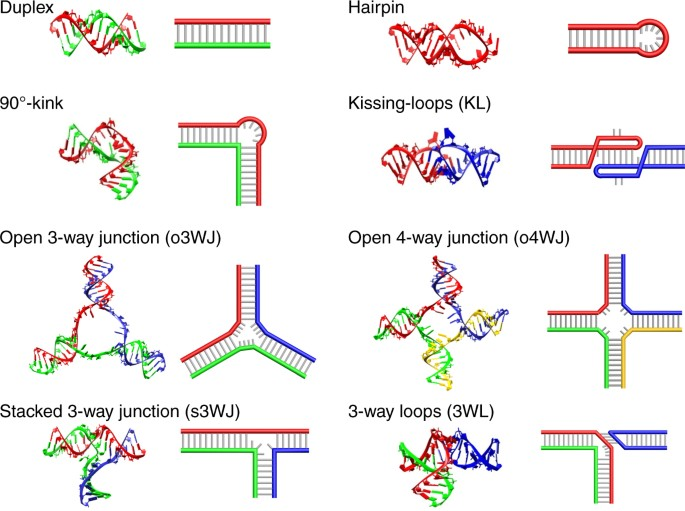 Duplex
Hairpin
90°-kink
Kissing-loops (KL)
Open 3-way junction (o3WJ)
Open 4-way junction (o4WJ)
Stacked 3-way junction (s3WJ)
3-way loops (3WL)